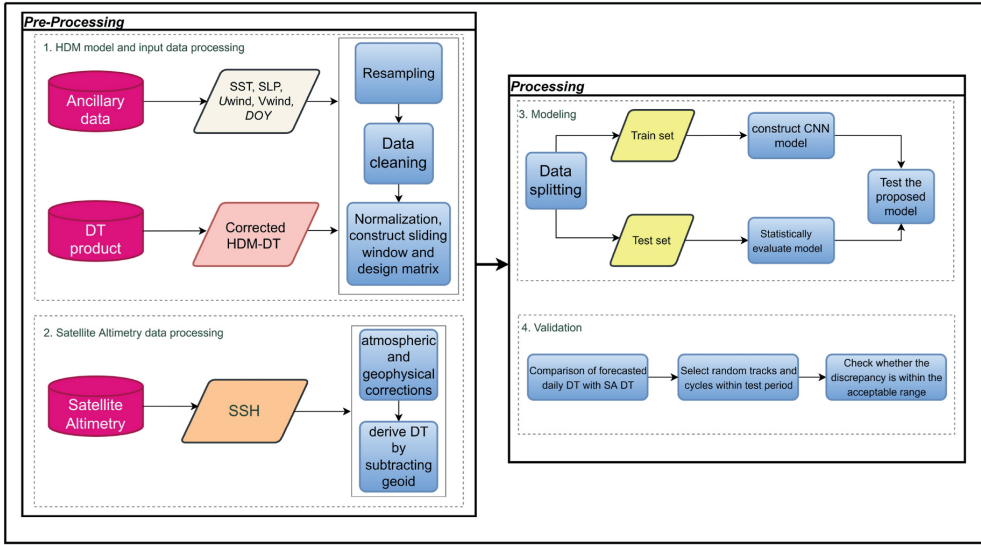 Pre-Processing
1. HDM model and input data processing
Ancillary
data
SST, SLP,
Uwind, Vwind,
DOY
Resampling
Data
cleaning
DT
product
Corrected
HDM-DT
Normalization,
construct sliding
window and
design matrix
2. Satellite Altimetry data processing
Satellite
Altimetry
SSH
atmospheric
and
geophysical
corrections
derive DT
by
subtracting
geoid
Processing
3. Modeling
Data
splitting
Train set
construct CNN
model
Test the
proposed
model
Test set
Statistically
evaluate model
4. Validation
Comparison of forecasted
daily DT with SA DT
Select random tracks and
cycles within test period
Check whether the
discrepancy is within the
acceptable range